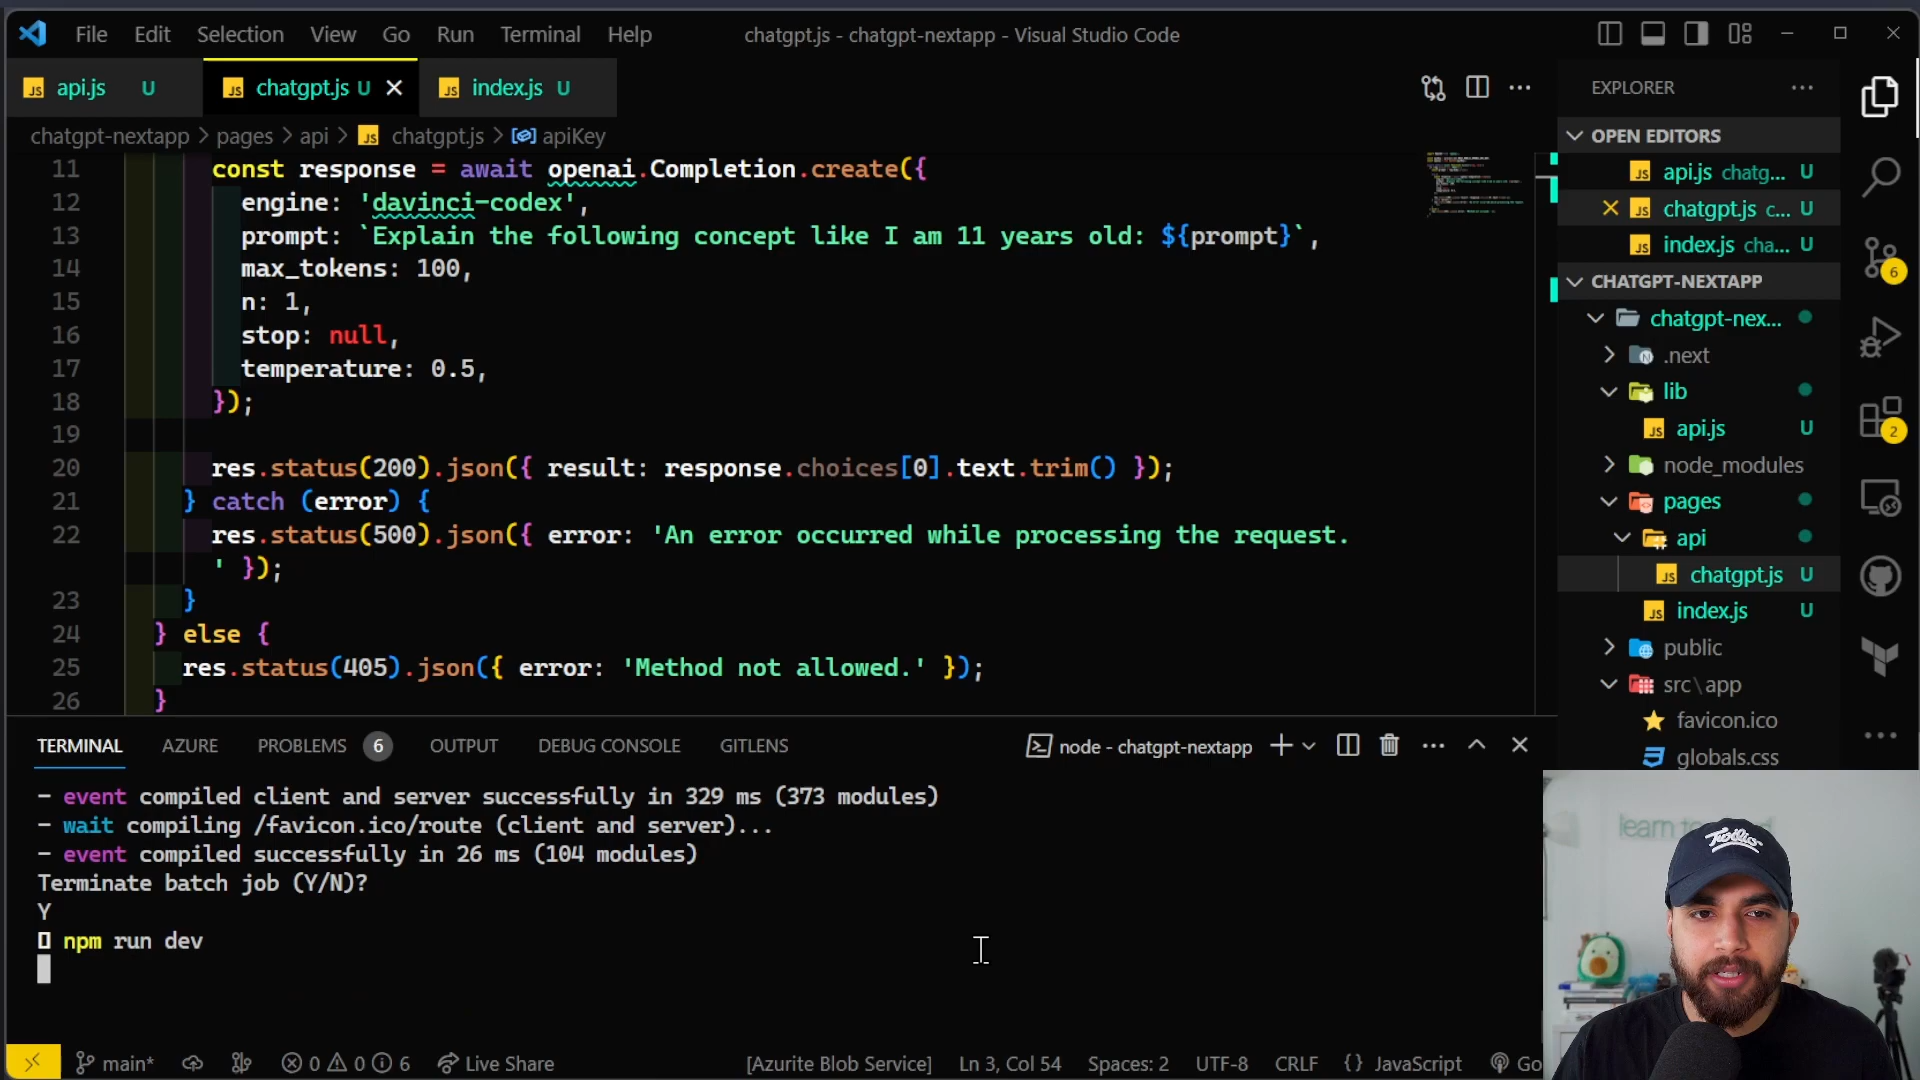 File Edit Selection View Go Run Terminal Help chatgpt.js - chatgpt-nextapp - Visual Studio Code
api.js U chatgpt.js U index.js U
chatgpt-nextapp > pages > api > chatgpt.js > apiKey
11 const response = await openai.Completion.create({
12 engine: 'davinci-codex',
13 prompt: `Explain the following concept like I am 11 years old: ${prompt}`,
14 max_tokens: 100,
15 n: 1,
16 stop: null,
17 temperature: 0.5,
18 });
19
20 res.status(200).json({ result: response.choices[0].text.trim() });
21 } catch (error) {
22 res.status(500).json({ error: 'An error occurred while processing the request.
' });
23 }
24 } else {
25 res.status(405).json({ error: 'Method not allowed.' });
26 }
EXPLORER
OPEN EDITORS
api.js chatg... U
chatgpt.js c... U
index.js cha... U
CHATGPT-NEXTAPP
chatgpt-nex...
.next
lib
api.js U
node_modules
pages
api
chatgpt.js U
index.js U
public
src\app
favicon.ico
globals.css
6
2
TERMINAL AZURE PROBLEMS 6 OUTPUT DEBUG CONSOLE GITLENS node - chatgpt-nextapp
- event compiled client and server successfully in 329 ms (373 modules)
- wait compiling /favicon.ico/route (client and server)...
- event compiled successfully in 26 ms (104 modules)
Terminate batch job (Y/N)?
Y
npm run dev
learn to
Twilio
main* 0 0 6 Live Share [Azurite Blob Service] Ln 3, Col 54 Spaces: 2 UTF-8 CRLF {} JavaScript Go